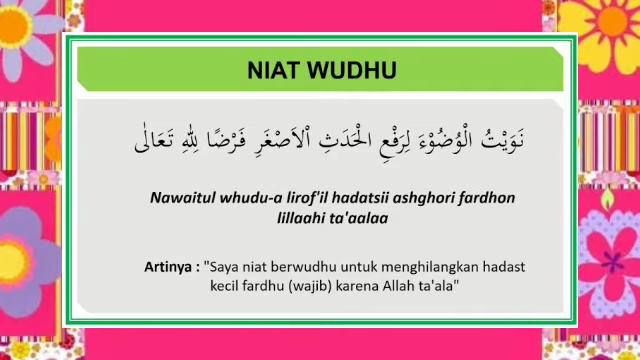 NIAT WUDHU
نَوَيْتُ الْوُضُوْءَ لِرَفْعِ الْحَدَثِ اْلاَصْغَرِ فَرْضًا لِلّٰهِ تَعَالٰى
Nawaitul whudu-a lirof'il hadatsii ashghori fardhon
lillaahi ta'aalaa
Artinya : "Saya niat berwudhu untuk menghilangkan hadast
kecil fardhu (wajib) karena Allah ta'ala"